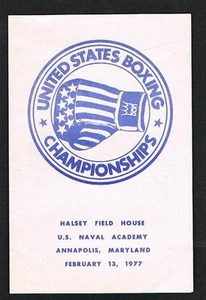 UNITED STATES BOXING
CHAMPIONSHIPS
HALSEY FIELD HOUSE
U.S. NAVAL ACADEMY
ANNAPOLIS, MARYLAND
FEBRUARY 13, 1977